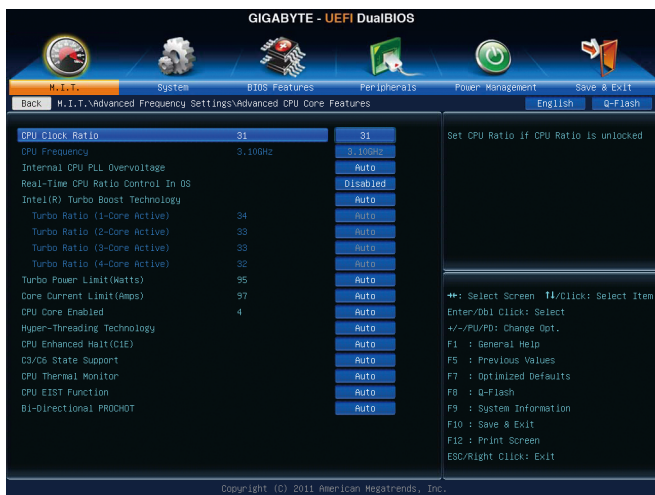 GIGABYTE - UEFI DualBIOS
M.I.T. System BIOS Features Peripherals Power Management Save & Exit
Back M.I.T.\Advanced Frequency Settings\Advanced CPU Core Features English Q-Flash
CPU Clock Ratio 31 31
CPU Frequency 3.10GHz 3.10GHz
Internal CPU PLL Overvoltage Auto
Real-Time CPU Ratio Control In OS Disabled
Intel(R) Turbo Boost Technology Auto
Turbo Ratio (1-Core Active) 34 Auto
Turbo Ratio (2-Core Active) 33 Auto
Turbo Ratio (3-Core Active) 33 Auto
Turbo Ratio (4-Core Active) 32 Auto
Turbo Power Limit(Watts) 95 Auto
Core Current Limit(Amps) 97 Auto
CPU Core Enabled 4 Auto
Hyper-Threading Technology Auto
CPU Enhanced Halt(C1E) Auto
C3/C6 State Support Auto
CPU Thermal Monitor Auto
CPU EIST Function Auto
Bi-Directional PROCHOT Auto
Set CPU Ratio if CPU Ratio is unlocked
→←: Select Screen ↑↓/Click: Select Item
Enter/Dbl Click: Select
+/-/PU/PD: Change Opt.
F1 : General Help
F5 : Previous Values
F7 : Optimized Defaults
F8 : Q-Flash
F9 : System Information
F10 : Save & Exit
F12 : Print Screen
ESC/Right Click: Exit
Copyright (C) 2011 American Megatrends, Inc.